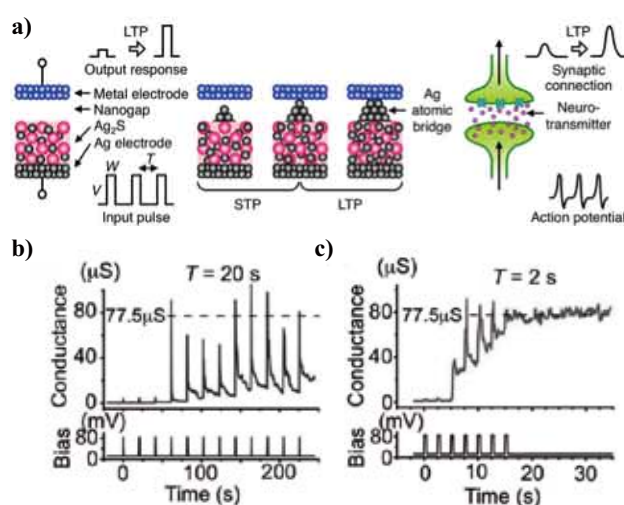 a)
LTP
Output response
Metal electrode
Nanogap
Ag₂S
Ag electrode
W
T
V
Input pulse
STP
LTP
Ag
atomic
bridge
LTP
Synaptic
connection
Neuro-
transmitter
Action potential
b)
(μS)
T = 20 s
80
77.5μS
40
0
Conductance
(mV)
80
0
Bias
0
100
200
Time (s)
c)
(μS)
T = 2 s
80
77.5μS
40
0
Conductance
(mV)
80
0
Bias
0
10
20
30
Time (s)